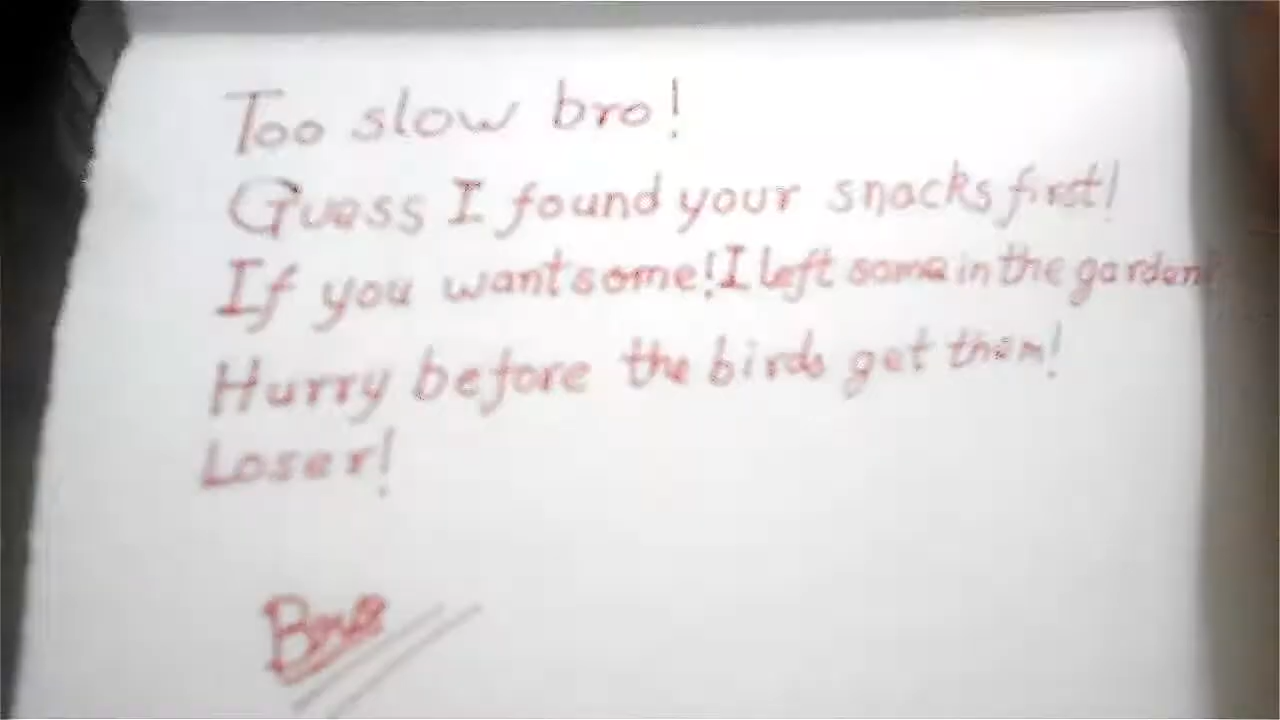 Too slow bro!
Guess I found your snacks first!
If you want some! I left some in the garden!
Hurry before the birds get them!
Loser!